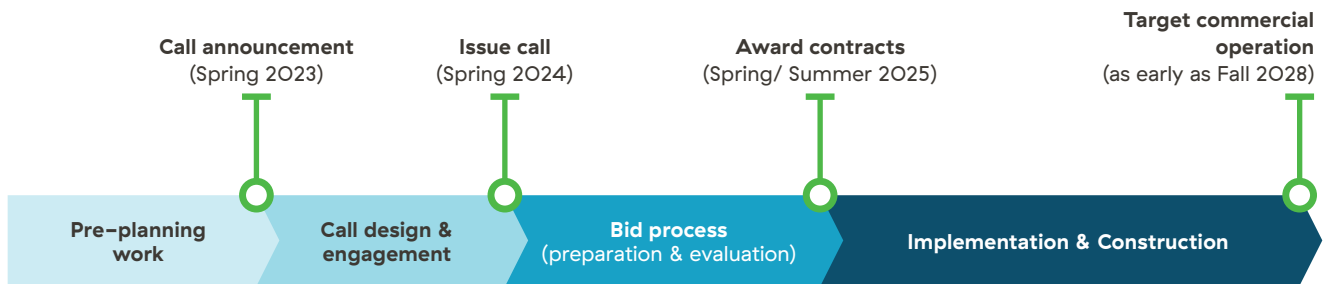 Call announcement
(Spring 2023)
Issue call
(Spring 2024)
Award contracts
(Spring/ Summer 2025)
Target commercial
operation
(as early as Fall 2028)
Pre-planning
work
Call design &
engagement
Bid process
(preparation & evaluation)
Implementation & Construction